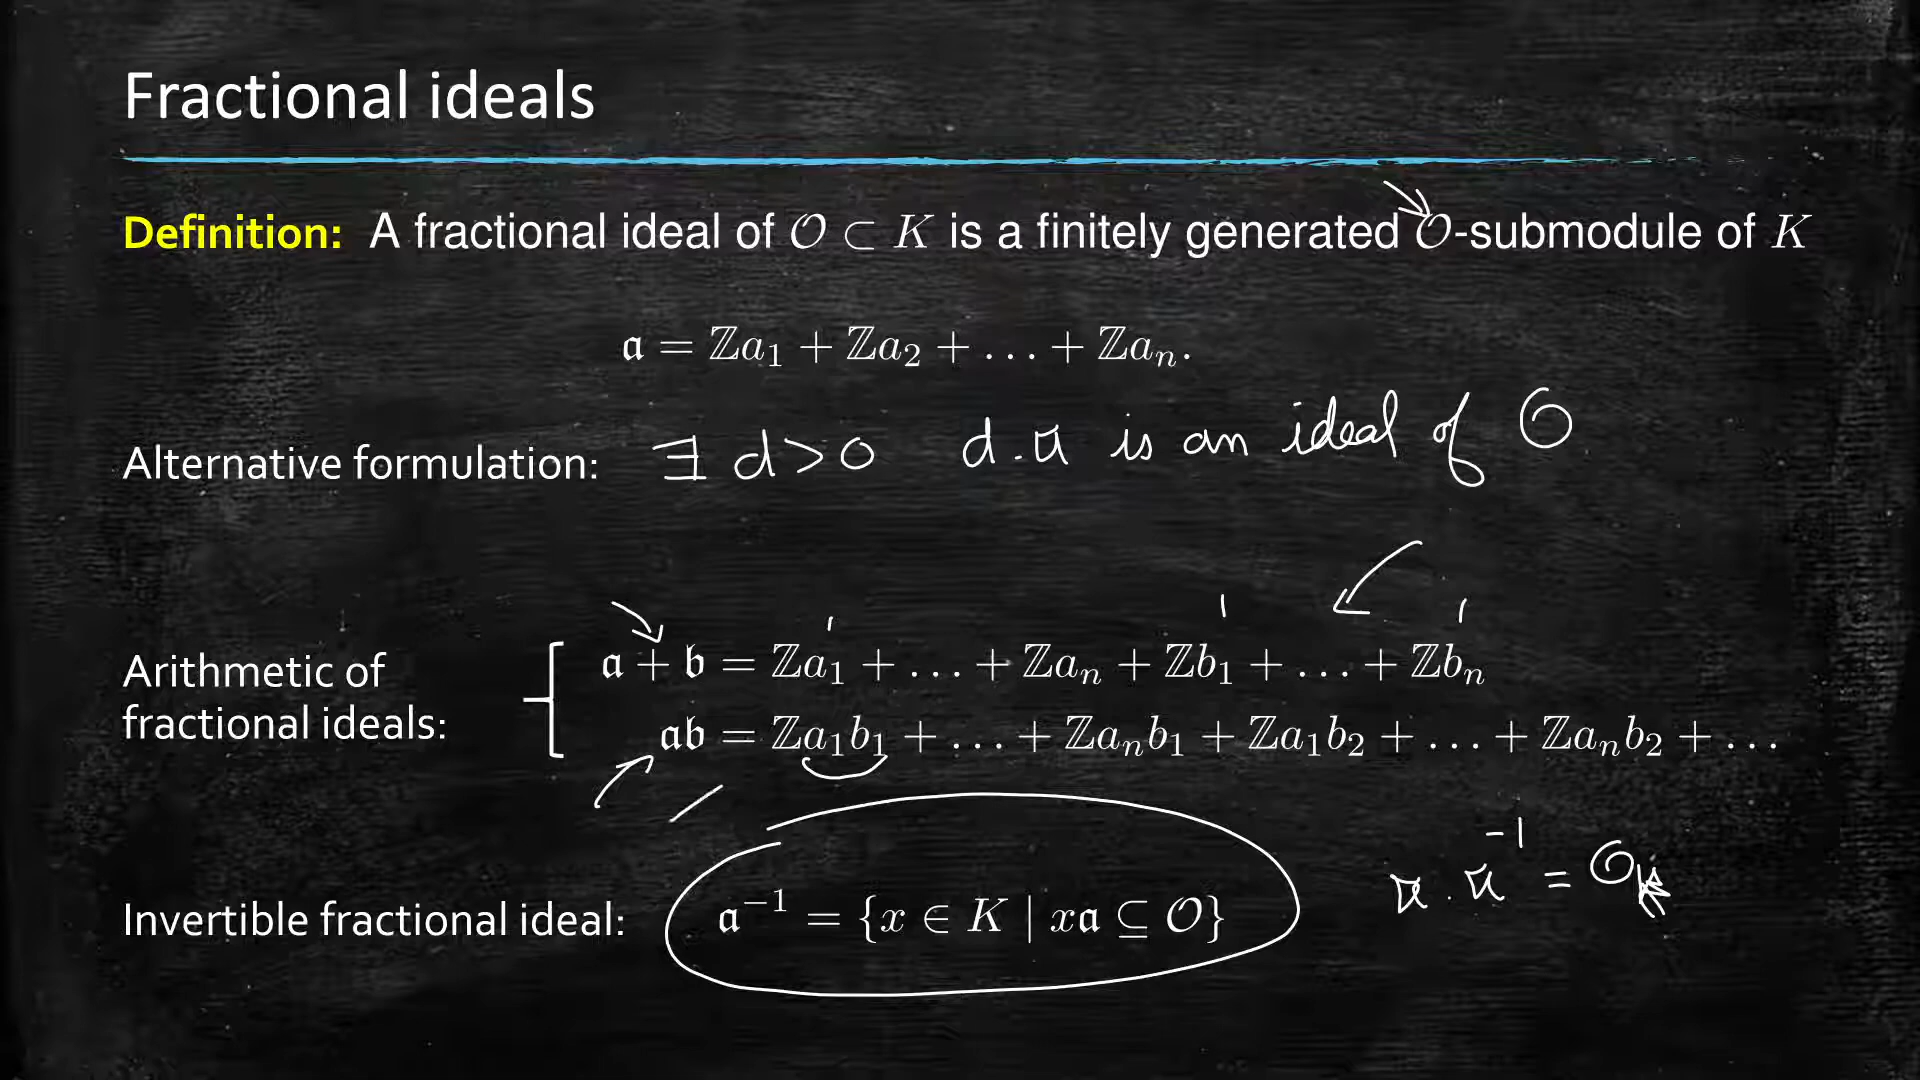 Fractional ideals
Definition: A fractional ideal of 𝒪 ⊂ K is a finitely generated 𝒪-submodule of K
𝔞 = ℤa₁ + ℤa₂ + … + ℤaₙ.
Alternative formulation: ∃ d>0 d.𝔞 is an ideal of 𝒪
Arithmetic of
fractional ideals:
𝔞 + 𝔟 = ℤa₁ + … + ℤaₙ + ℤb₁ + … + ℤbₙ
𝔞𝔟 = ℤa₁b₁ + … + ℤaₙb₁ + ℤa₁b₂ + … + ℤaₙb₂ + …
Invertible fractional ideal: 𝔞⁻¹ = {x ∈ K | x𝔞 ⊆ 𝒪} 𝔞 . 𝔞⁻¹ = 𝒪